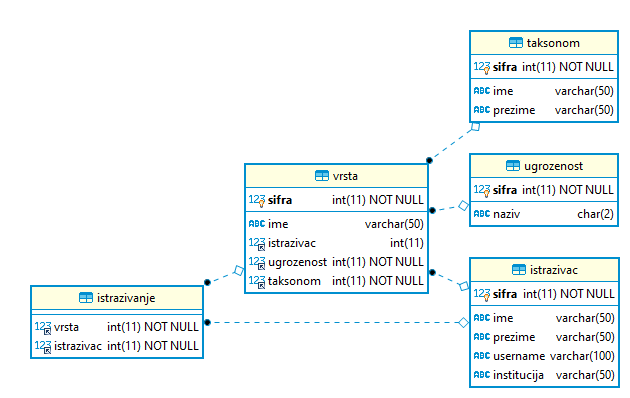 taksonom
123 sifra int(11) NOT NULL
ABC ime varchar(50)
ABC prezime varchar(50)
ugrozenost
123 sifra int(11) NOT NULL
ABC naziv char(2)
vrsta
123 sifra int(11) NOT NULL
ABC ime varchar(50)
123 istrazivac int(11)
123 ugrozenost int(11) NOT NULL
123 taksonom int(11) NOT NULL
istrazivac
123 sifra int(11) NOT NULL
ABC ime varchar(50)
ABC prezime varchar(50)
ABC username varchar(100)
ABC institucija varchar(50)
istrazivanje
123 vrsta int(11) NOT NULL
123 istrazivac int(11) NOT NULL